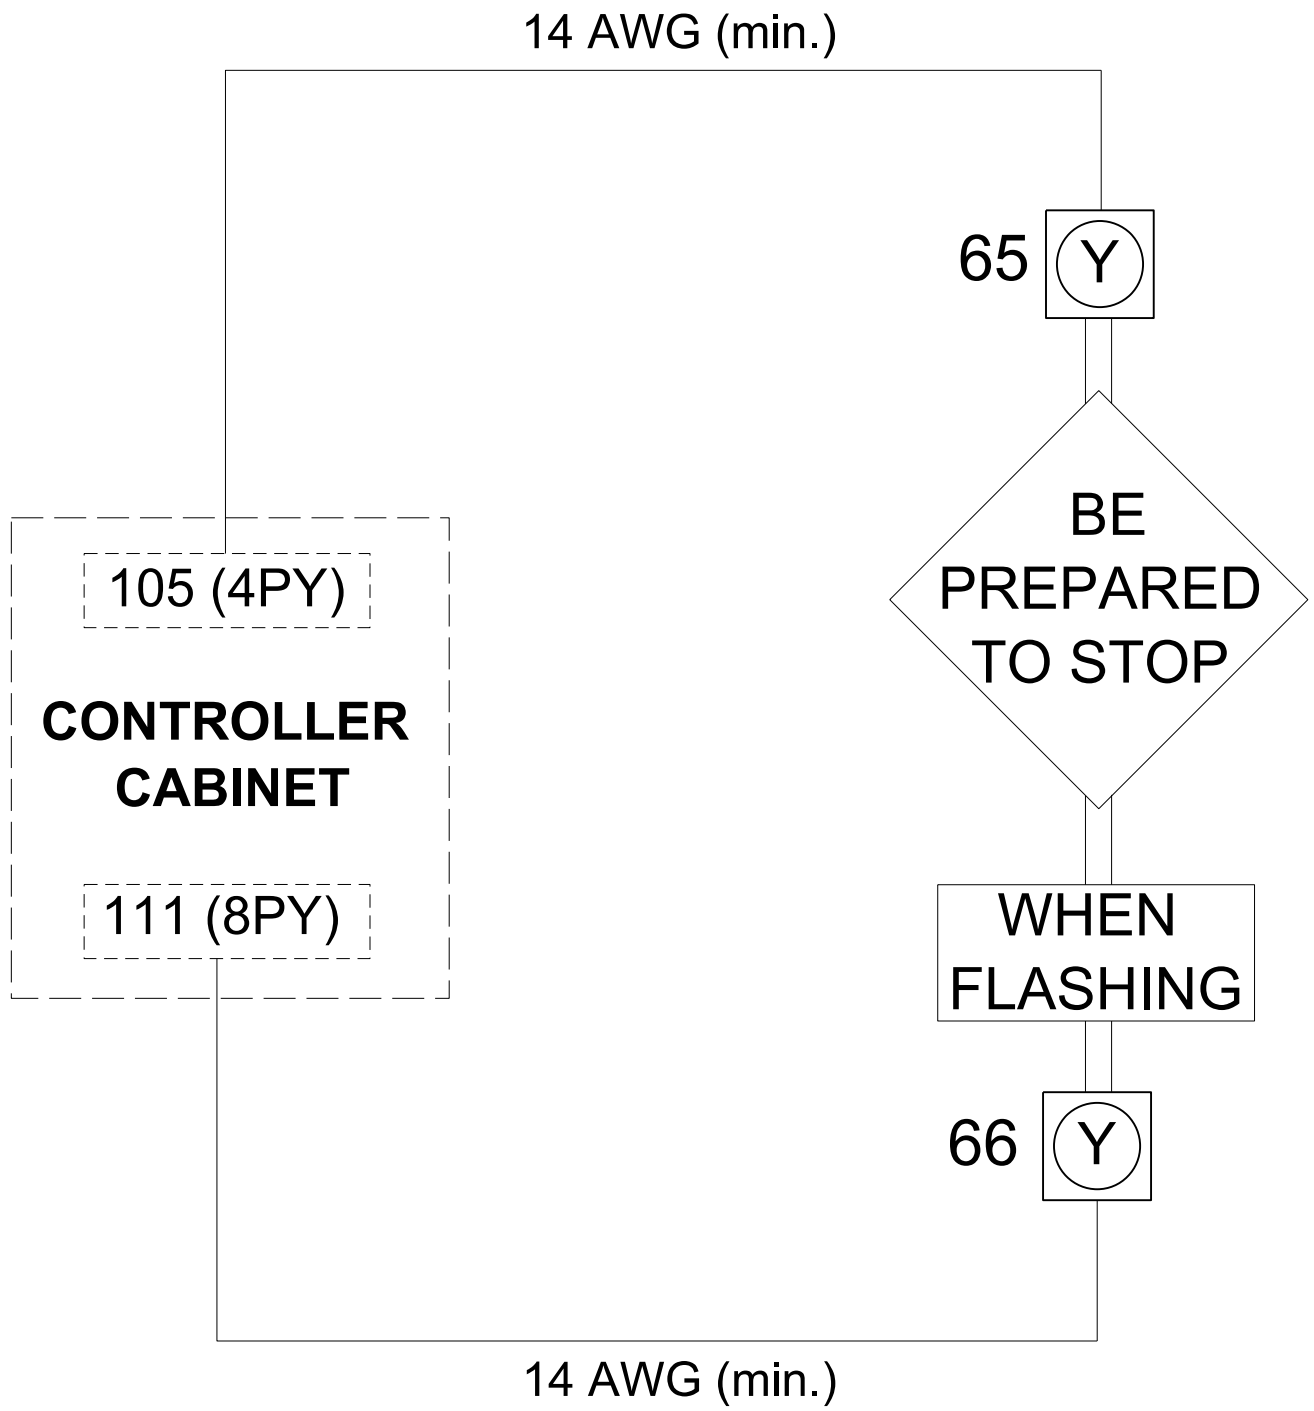 14 AWG (min.)
65
Y
BE
PREPARED
TO STOP
105 (4PY)
CONTROLLER
CABINET
111 (8PY)
WHEN
FLASHING
66
Y
14 AWG (min.)